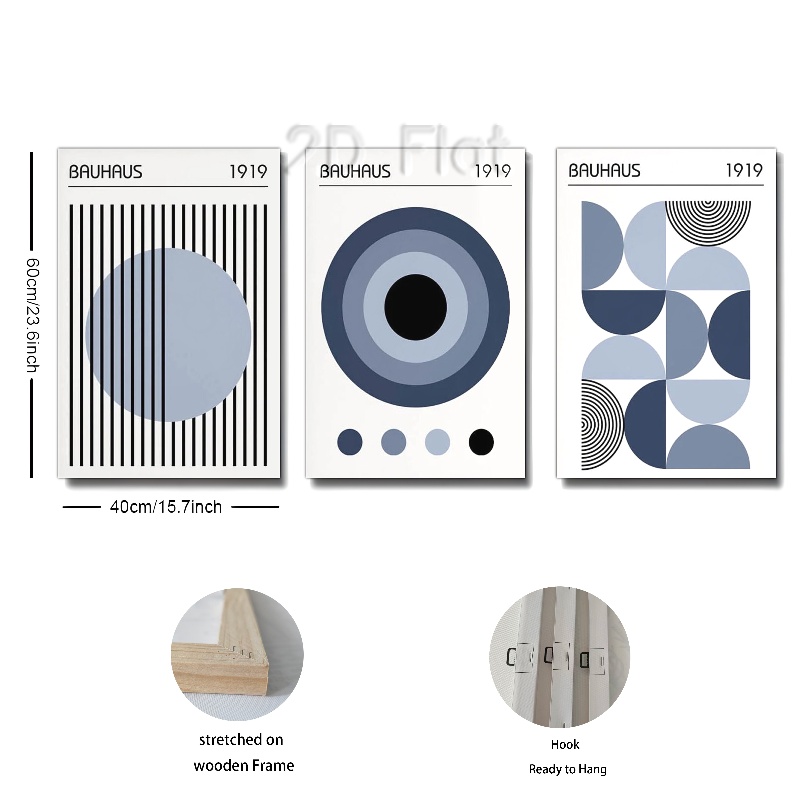 2D Flat
BAUHAUS 1919
BAUHAUS 1919
BAUHAUS 1919
60cm/23.6inch
40cm/15.7inch
stretched on
wooden Frame
Hook
Ready to Hang